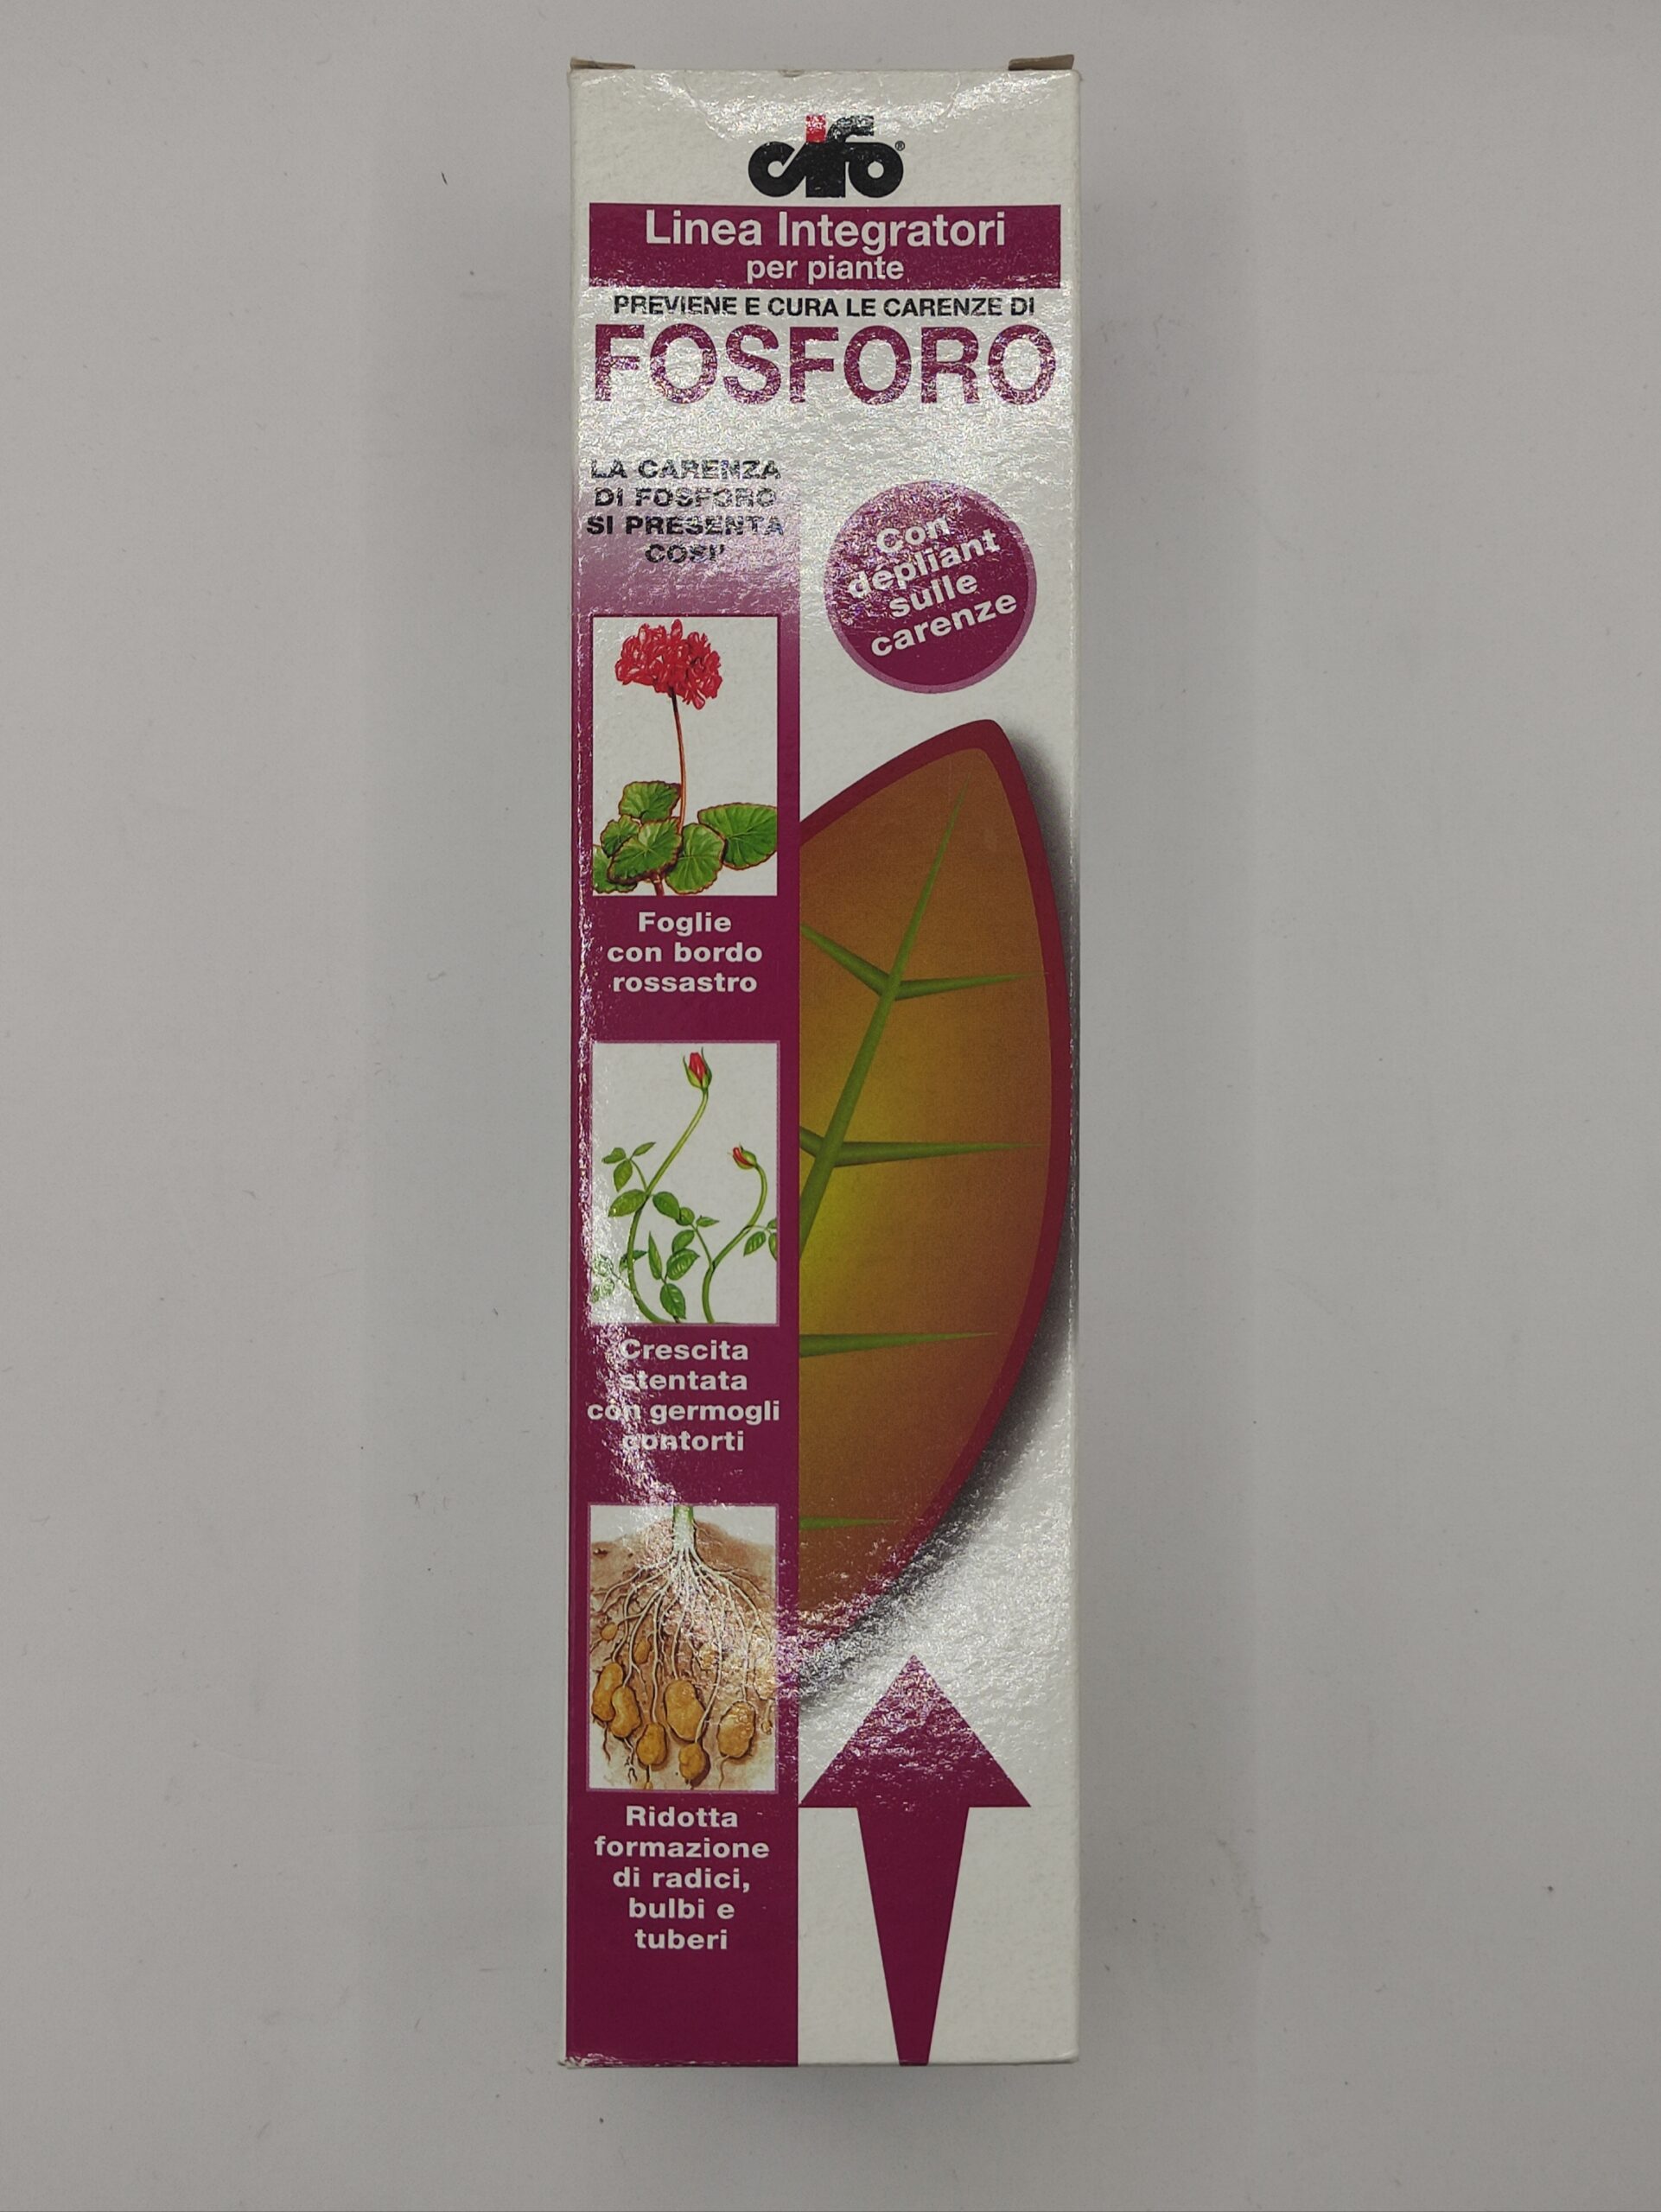 cifo®
Linea Integratori
per piante
PREVIENE E CURA LE CARENZE DI
FOSFORO
LA CARENZA
DI FOSFORO
SI PRESENTA
COSI'
Con
depliant
sulle
carenze
Foglie
con bordo
rossastro
Crescita
stentata
con germogli
contorti
Ridotta
formazione
di radici,
bulbi e
tuberi